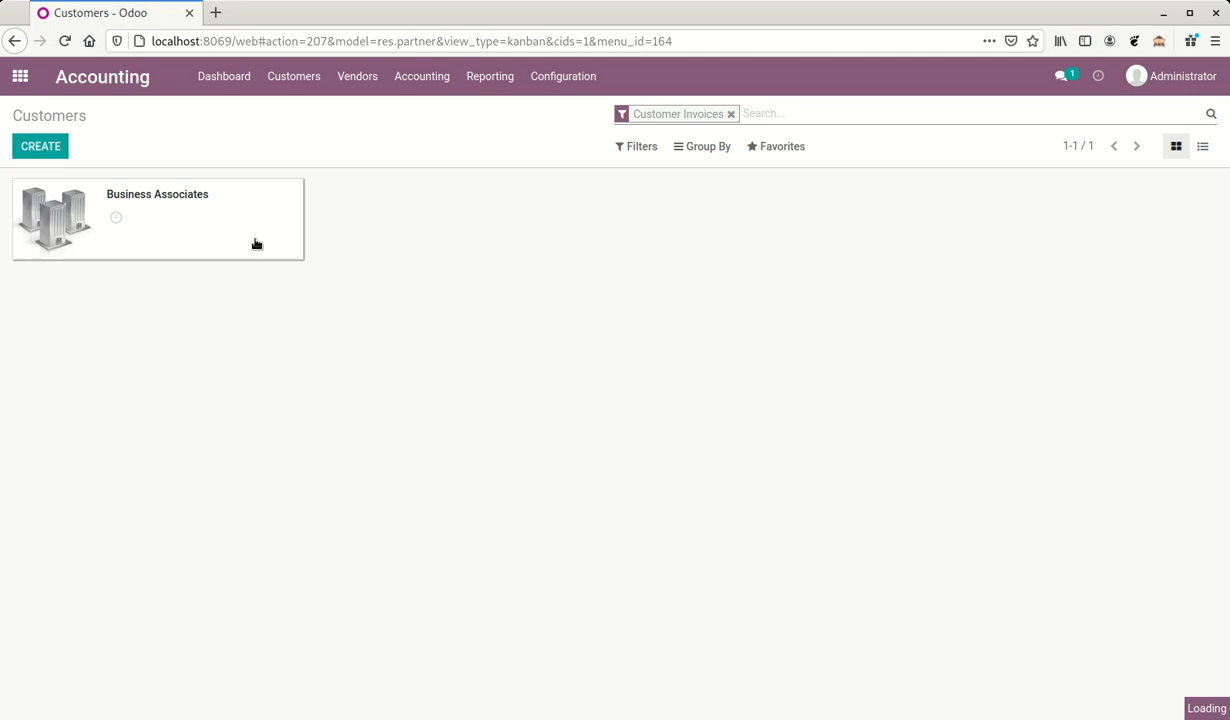 Customers - Odoo
localhost:8069/web#action=207&model=res.partner&view_type=kanban&cids=1&menu_id=164
Accounting Dashboard Customers Vendors Accounting Reporting Configuration 1 Administrator
Customers
Customer Invoices Search...
CREATE
Filters Group By Favorites 1-1 / 1
Business Associates
Loading